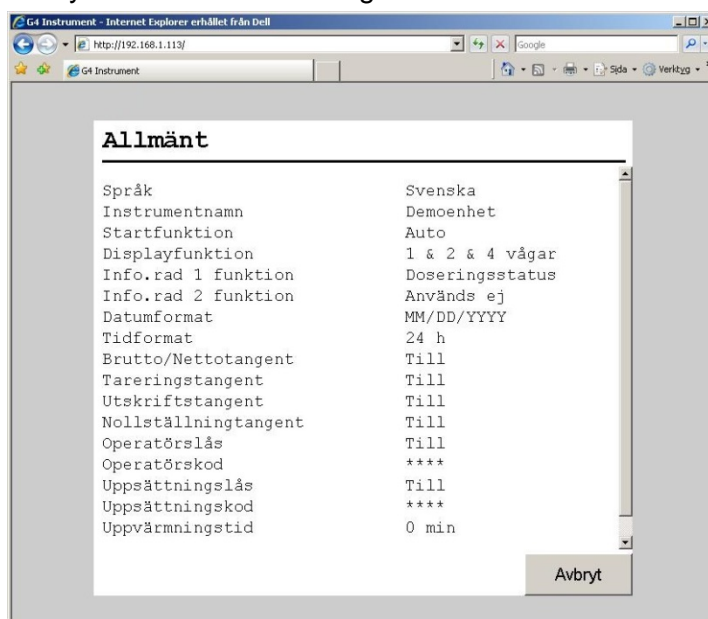 G4 Instrument - Internet Explorer erhållet från Dell
http://192.168.1.113/
Google
G4 Instrument
Sida
Verktyg
Allmänt
Språk Svenska
Instrumentnamn Demoenhet
Startfunktion Auto
Displayfunktion 1 & 2 & 4 vågar
Info.rad 1 funktion Doseringsstatus
Info.rad 2 funktion Används ej
Datumformat MM/DD/YYYY
Tidformat 24 h
Brutto/Nettotangent Till
Tareringstangent Till
Utskriftstangent Till
Nollställningtangent Till
Operatörslås Till
Operatörskod ****
Uppsättningslås Till
Uppsättningskod ****
Uppvärmningstid 0 min
Avbryt